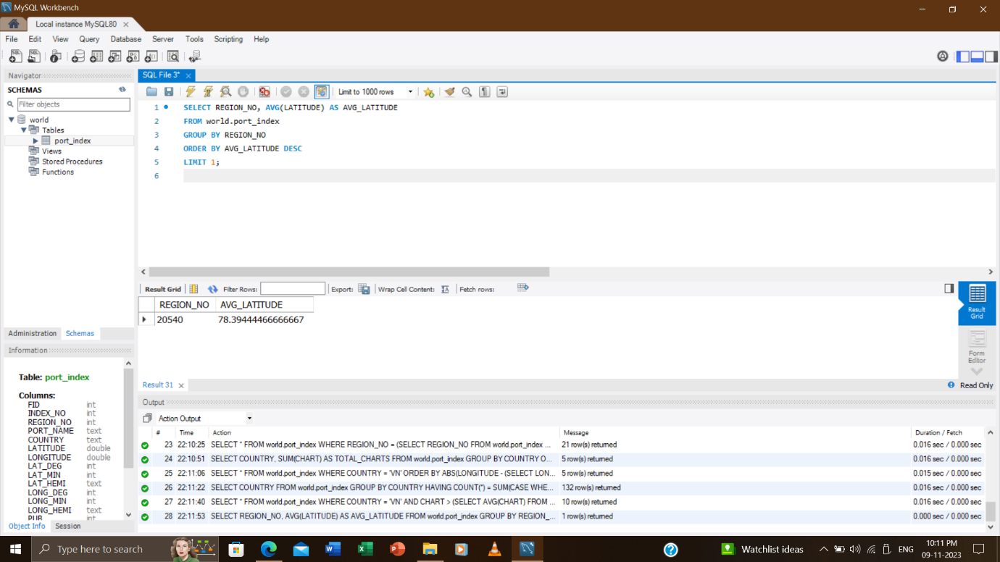 MySQL Workbench
Local instance MySQL80
File Edit View Query Database Server Tools Scripting Help
Navigator
SCHEMAS
Filter objects
world
Tables
port_index
Views
Stored Procedures
Functions
Administration Schemas
Information
Table: port_index
Columns:
FID int
INDEX_NO int
REGION_NO int
PORT_NAME text
COUNTRY text
LATITUDE double
LONGITUDE double
LAT_DEG int
LAT_MIN int
LAT_HEMI text
LONG_DEG int
LONG_MIN int
LONG_HEMI text
PUB int
Object Info Session
SQL File 3*
Limit to 1000 rows
1 SELECT REGION_NO, AVG(LATITUDE) AS AVG_LATITUDE
2 FROM world.port_index
3 GROUP BY REGION_NO
4 ORDER BY AVG_LATITUDE DESC
5 LIMIT 1;
6
Result Grid Filter Rows: Export: Wrap Cell Content: Fetch rows:
REGION_NO AVG_LATITUDE
20540 78.39444466666667
Result Grid
Form Editor
Result 31
Read Only
Output
Action Output
# Time Action Message Duration / Fetch
23 22:10:25 SELECT * FROM world.port_index WHERE REGION_NO = (SELECT REGION_NO FROM world.port_index ... 21 row(s) returned 0.016 sec / 0.000 sec
24 22:10:51 SELECT COUNTRY, SUM(CHART) AS TOTAL_CHARTS FROM world.port_index GROUP BY COUNTRY O... 5 row(s) returned 0.016 sec / 0.000 sec
25 22:11:06 SELECT * FROM world.port_index WHERE COUNTRY = 'VN' ORDER BY ABS(LONGITUDE - (SELECT LON... 5 row(s) returned 0.015 sec / 0.000 sec
26 22:11:22 SELECT COUNTRY FROM world.port_index GROUP BY COUNTRY HAVING COUNT(*) = SUM(CASE WHE... 132 row(s) returned 0.016 sec / 0.000 sec
27 22:11:40 SELECT * FROM world.port_index WHERE COUNTRY = 'VN' AND CHART > (SELECT AVG(CHART) FROM ... 10 row(s) returned 0.016 sec / 0.000 sec
28 22:11:53 SELECT REGION_NO, AVG(LATITUDE) AS AVG_LATITUDE FROM world.port_index GROUP BY REGION_... 1 row(s) returned 0.000 sec / 0.000 sec
Type here to search
Watchlist ideas
ENG
10:11 PM
09-11-2023